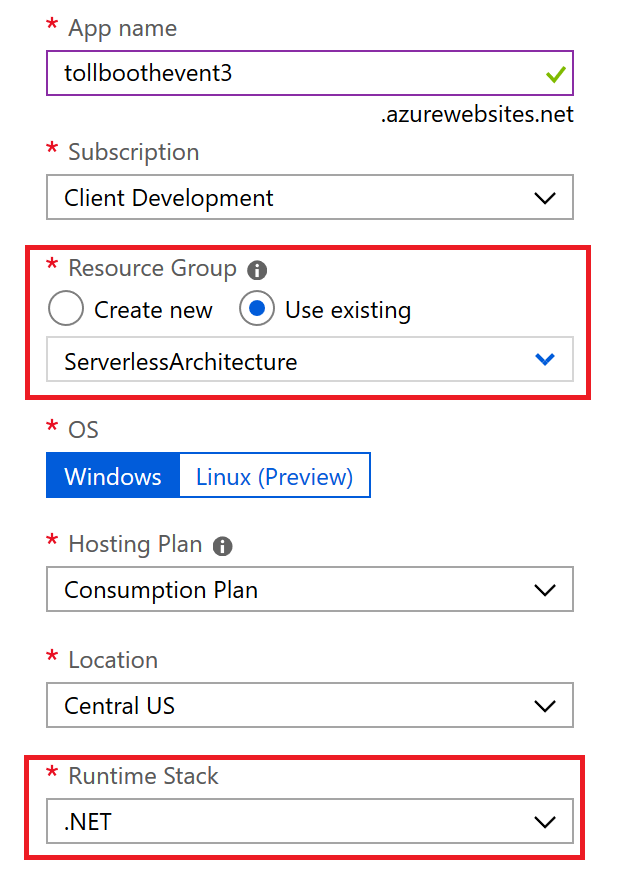 * App name
tollboothevent3
.azurewebsites.net
* Subscription
Client Development
* Resource Group
Create new Use existing
ServerlessArchitecture
* OS
Windows Linux (Preview)
* Hosting Plan
Consumption Plan
* Location
Central US
* Runtime Stack
.NET